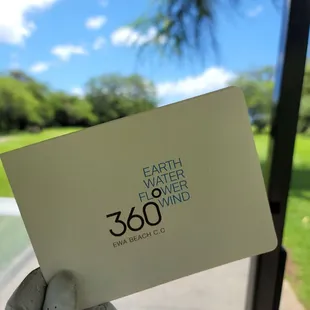 EARTH
WATER
FLOWER
360° WIND
EWA BEACH C.C